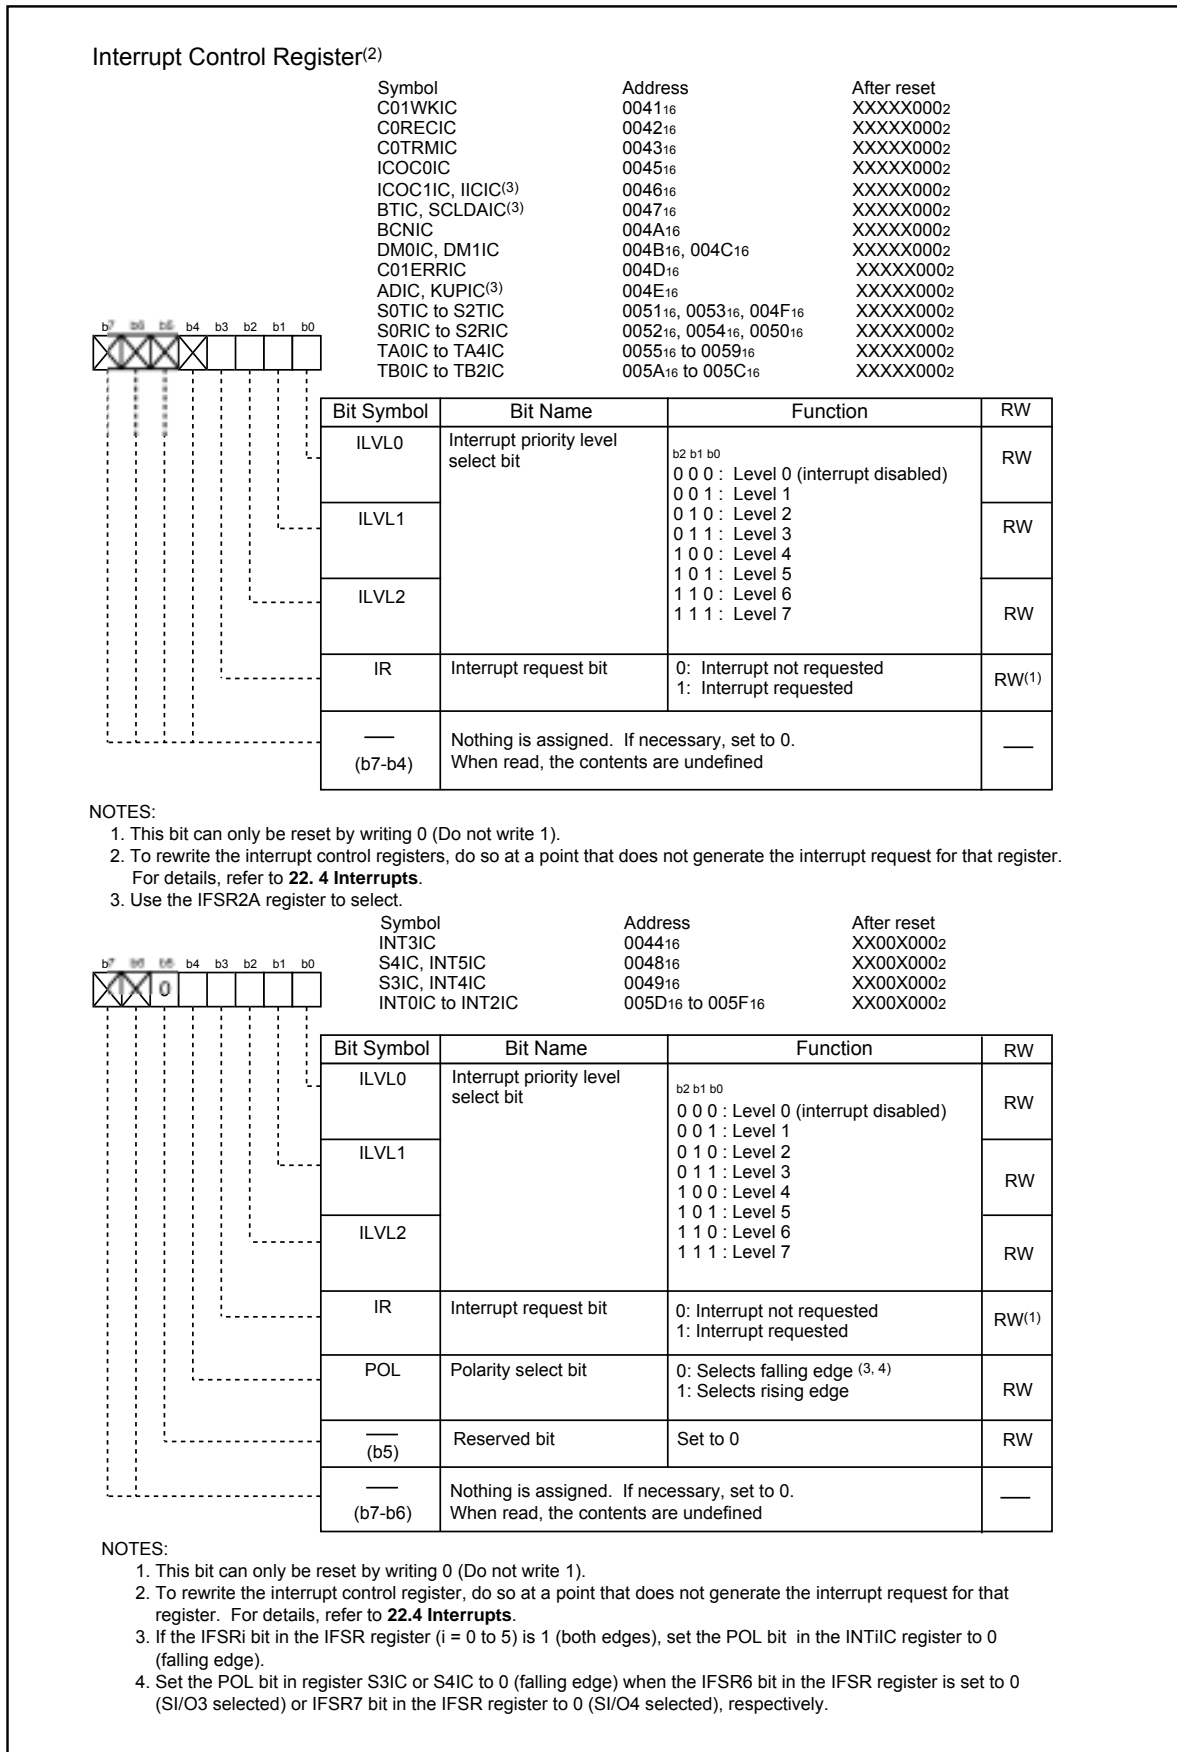 Interrupt Control Register(2)
Symbol Address After reset
C01WKIC 004116 XXXXX0002
C0RECIC 004216 XXXXX0002
C0TRMIC 004316 XXXXX0002
ICOC0IC 004516 XXXXX0002
ICOC1IC, IICIC(3) 004616 XXXXX0002
BTIC, SCLDAIC(3) 004716 XXXXX0002
BCNIC 004A16 XXXXX0002
DM0IC, DM1IC 004B16, 004C16 XXXXX0002
C01ERRIC 004D16 XXXXX0002
ADIC, KUPIC(3) 004E16 XXXXX0002
S0TIC to S2TIC 005116, 005316, 004F16 XXXXX0002
S0RIC to S2RIC 005216, 005416, 005016 XXXXX0002
TA0IC to TA4IC 005516 to 005916 XXXXX0002
TB0IC to TB2IC 005A16 to 005C16 XXXXX0002
b7 b6 b5 b4 b3 b2 b1 b0
Bit Symbol Bit Name Function RW
ILVL0 Interrupt priority level
select bit
b2 b1 b0
0 0 0 : Level 0 (interrupt disabled) RW
0 0 1 : Level 1
ILVL1 0 1 0 : Level 2
0 1 1 : Level 3 RW
1 0 0 : Level 4
1 0 1 : Level 5
ILVL2 1 1 0 : Level 6
1 1 1 : Level 7 RW
IR Interrupt request bit 0: Interrupt not requested
1: Interrupt requested RW(1)
(b7-b4) Nothing is assigned. If necessary, set to 0.
When read, the contents are undefined
NOTES:
1. This bit can only be reset by writing 0 (Do not write 1).
2. To rewrite the interrupt control registers, do so at a point that does not generate the interrupt request for that register.
For details, refer to 22. 4 Interrupts.
3. Use the IFSR2A register to select.
Symbol Address After reset
INT3IC 004416 XX00X0002
S4IC, INT5IC 004816 XX00X0002
S3IC, INT4IC 004916 XX00X0002
INT0IC to INT2IC 005D16 to 005F16 XX00X0002
b7 b6 b5 b4 b3 b2 b1 b0
0
Bit Symbol Bit Name Function RW
ILVL0 Interrupt priority level
select bit
b2 b1 b0
0 0 0 : Level 0 (interrupt disabled) RW
0 0 1 : Level 1
ILVL1 0 1 0 : Level 2
0 1 1 : Level 3 RW
1 0 0 : Level 4
1 0 1 : Level 5
ILVL2 1 1 0 : Level 6
1 1 1 : Level 7 RW
IR Interrupt request bit 0: Interrupt not requested
1: Interrupt requested RW(1)
POL Polarity select bit 0: Selects falling edge (3, 4)
1: Selects rising edge RW
(b5) Reserved bit Set to 0 RW
(b7-b6) Nothing is assigned. If necessary, set to 0.
When read, the contents are undefined
NOTES:
1. This bit can only be reset by writing 0 (Do not write 1).
2. To rewrite the interrupt control register, do so at a point that does not generate the interrupt request for that
register. For details, refer to 22.4 Interrupts.
3. If the IFSRi bit in the IFSR register (i = 0 to 5) is 1 (both edges), set the POL bit in the INTiIC register to 0
(falling edge).
4. Set the POL bit in register S3IC or S4IC to 0 (falling edge) when the IFSR6 bit in the IFSR register is set to 0
(SI/O3 selected) or IFSR7 bit in the IFSR register to 0 (SI/O4 selected), respectively.